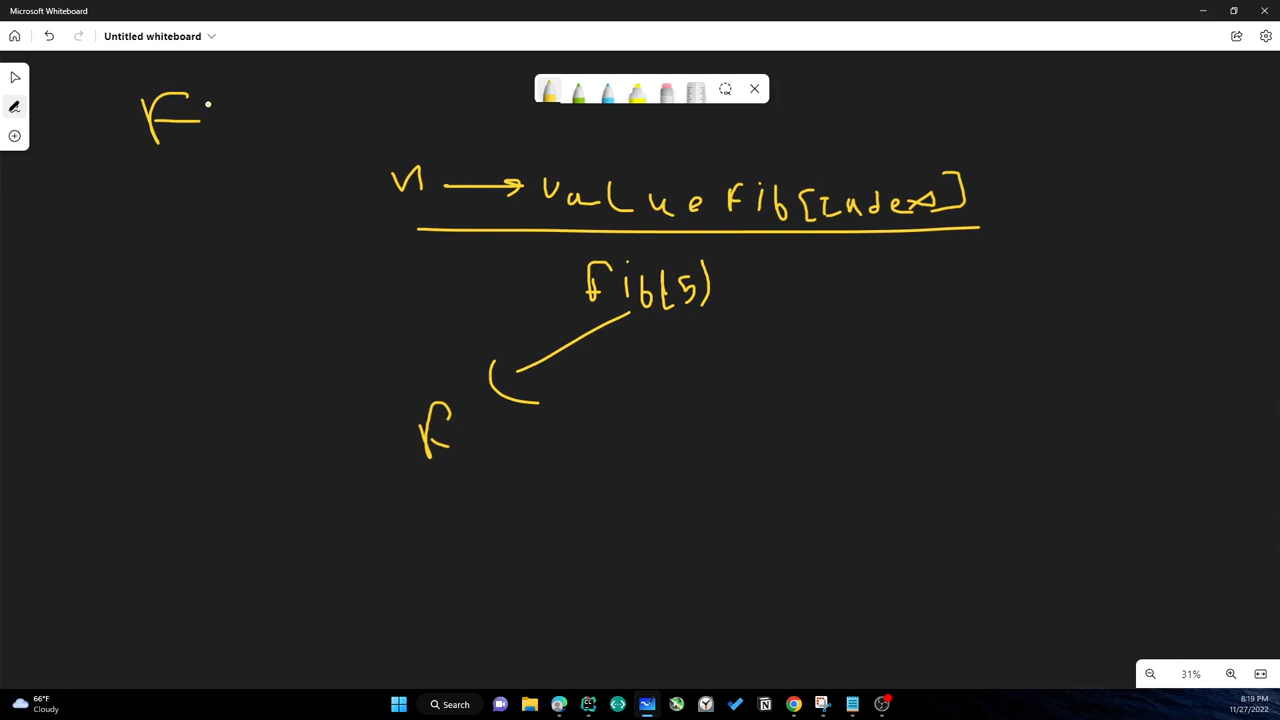 Microsoft Whiteboard
Untitled whiteboard
F
n → value Fib[Index]
fib(5)
F
31%
66°F
Cloudy
Search
8:19 PM
11/27/2022